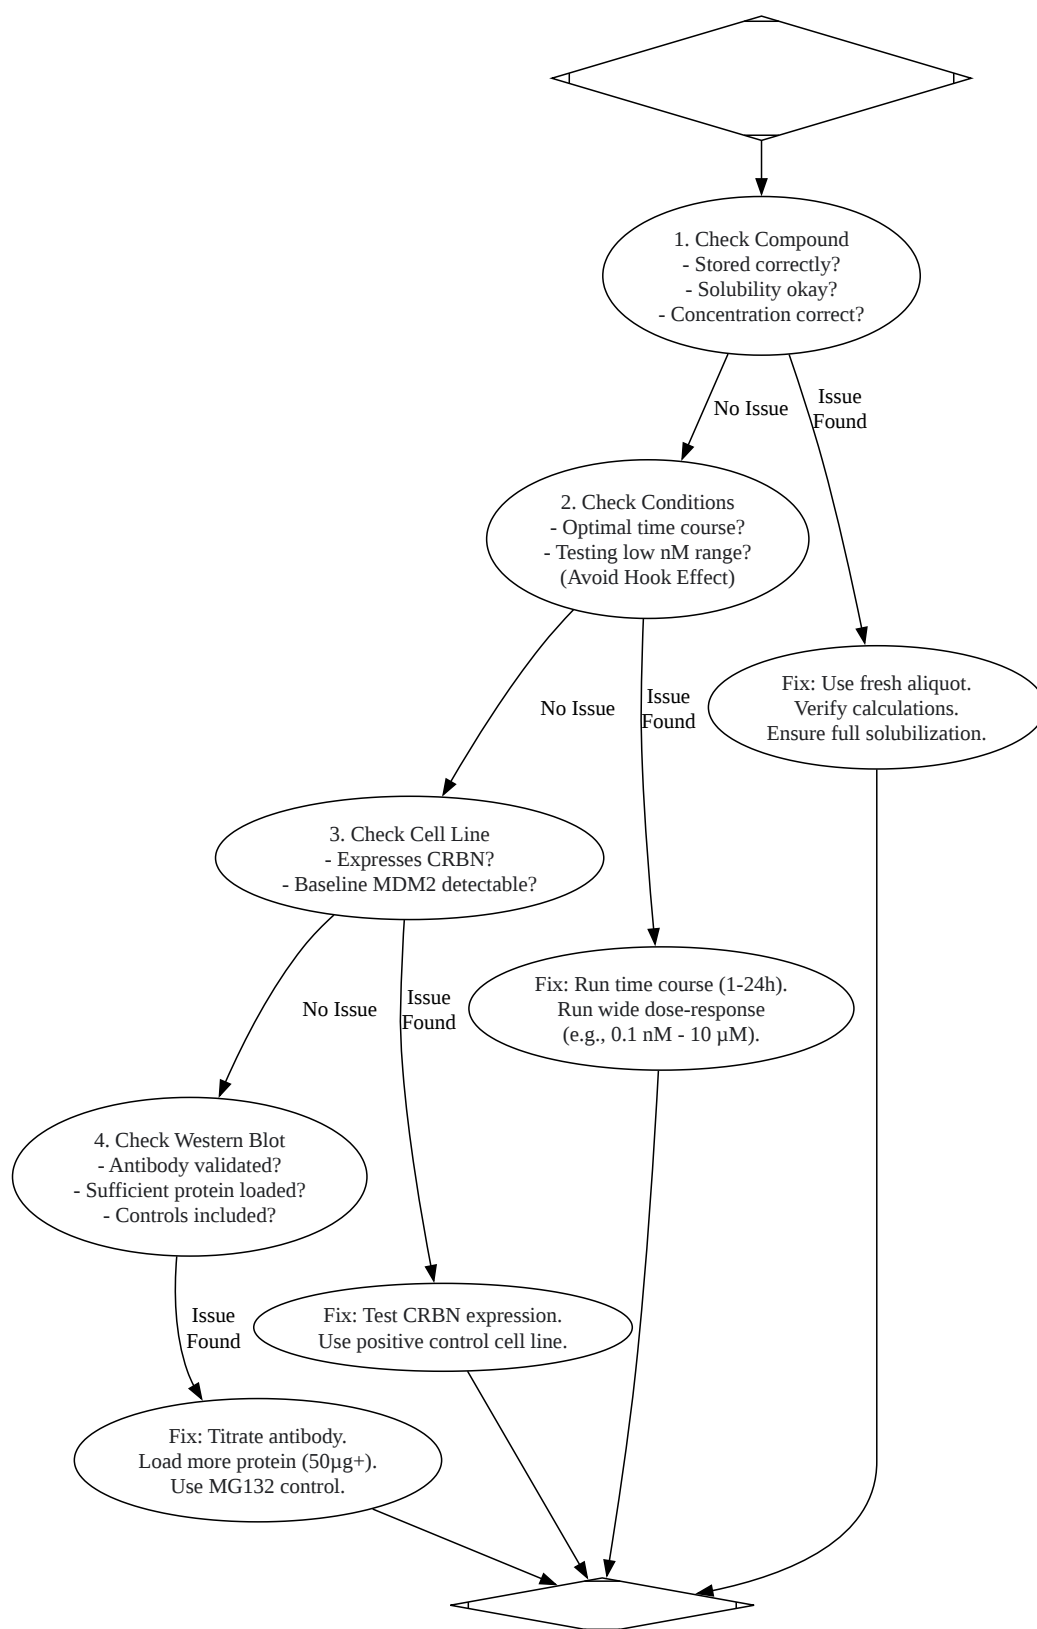 1. Check Compound
- Stored correctly?
- Solubility okay?
- Concentration correct?
No Issue
Issue
Found
2. Check Conditions
- Optimal time course?
- Testing low nM range?
(Avoid Hook Effect)
No Issue
Issue
Found
Fix: Use fresh aliquot.
Verify calculations.
Ensure full solubilization.
3. Check Cell Line
- Expresses CRBN?
- Baseline MDM2 detectable?
No Issue
Issue
Found
Fix: Run time course (1-24h).
Run wide dose-response
(e.g., 0.1 nM - 10 µM).
4. Check Western Blot
- Antibody validated?
- Sufficient protein loaded?
- Controls included?
Issue
Found
Fix: Test CRBN expression.
Use positive control cell line.
Fix: Titrate antibody.
Load more protein (50µg+).
Use MG132 control.